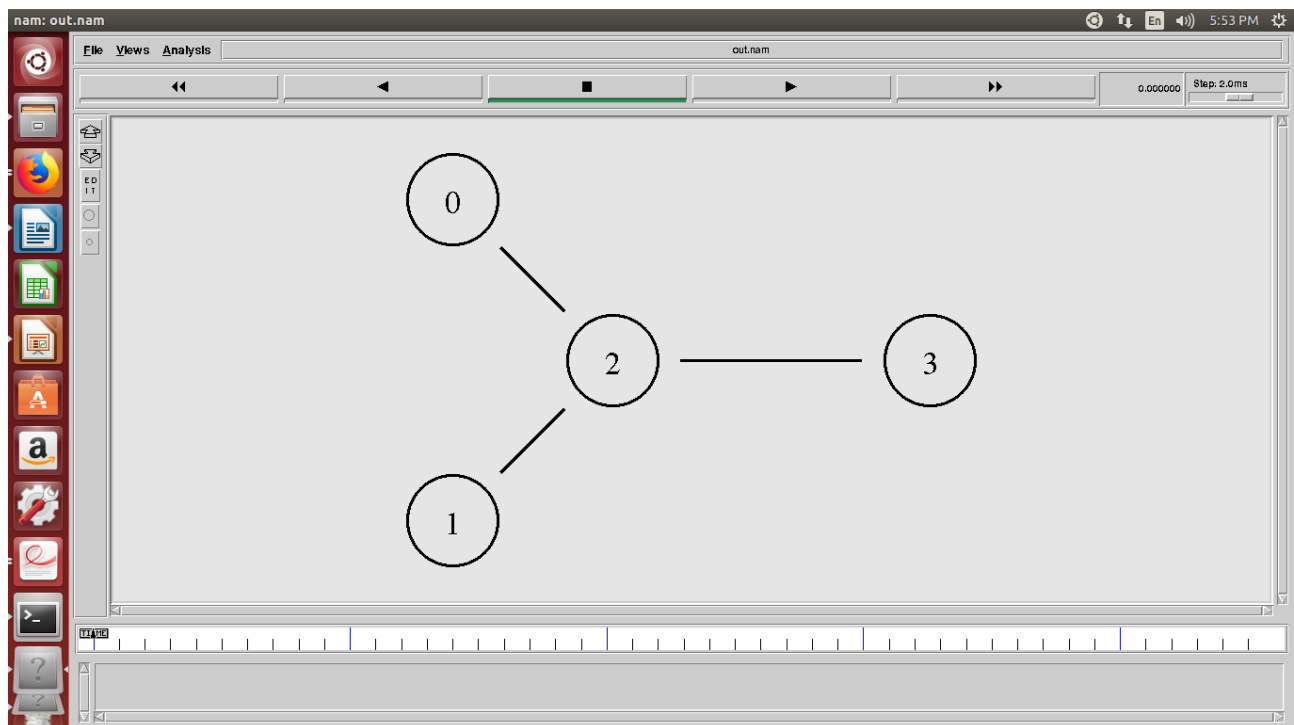 nam: out.nam
En 5:53 PM
File Views Analysis out.nam
0.000000 Step: 2.0ms
ED
IT
0
2
3
1
TIME